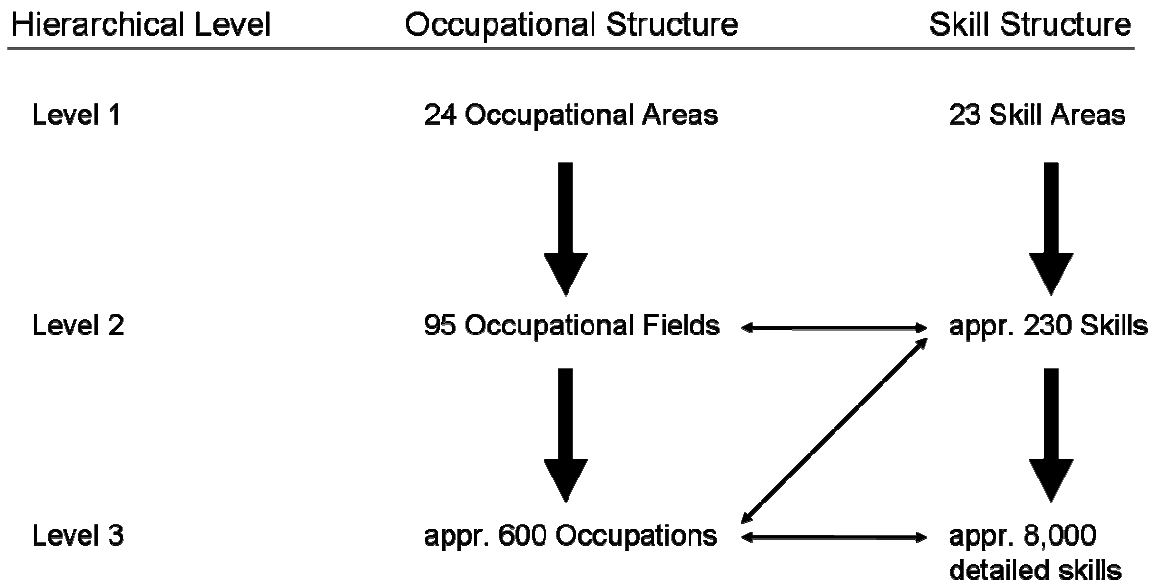 Hierarchical Level Occupational Structure Skill Structure
Level 1 24 Occupational Areas 23 Skill Areas
Level 2 95 Occupational Fields appr. 230 Skills
Level 3 appr. 600 Occupations appr. 8,000
detailed skills